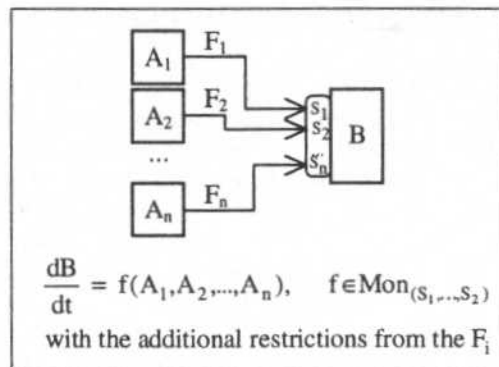 A₁ F₁
A₂ F₂
...
Aₙ Fₙ
S₁
S₂
Sₙ
B
dB/dt = f(A₁,A₂,...,Aₙ), f∈Mon₍S₁,...,S₂₎
with the additional restrictions from the Fᵢ